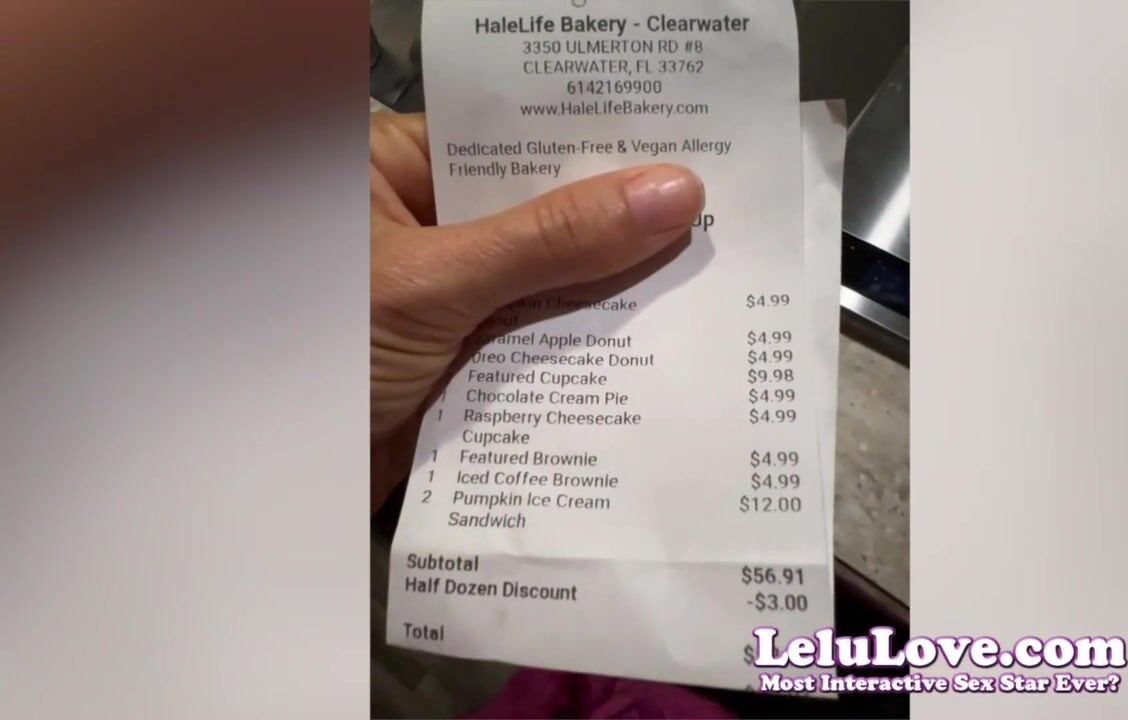 HaleLife Bakery - Clearwater
3350 ULMERTON RD #8
CLEARWATER, FL 33762
6142169900
www.HaleLifeBakery.com
Dedicated Gluten-Free & Vegan Allergy
Friendly Bakery
$4.99
Apple Donut $4.99
Oreo Cheesecake Donut $4.99
Featured Cupcake $9.98
1 Chocolate Cream Pie $4.99
1 Raspberry Cheesecake $4.99
Cupcake
1 Featured Brownie $4.99
1 Iced Coffee Brownie $4.99
2 Pumpkin Ice Cream $12.00
Sandwich
Subtotal $56.91
Half Dozen Discount -$3.00
Total $
LeluLove.com
Most Interactive Sex Star Ever?